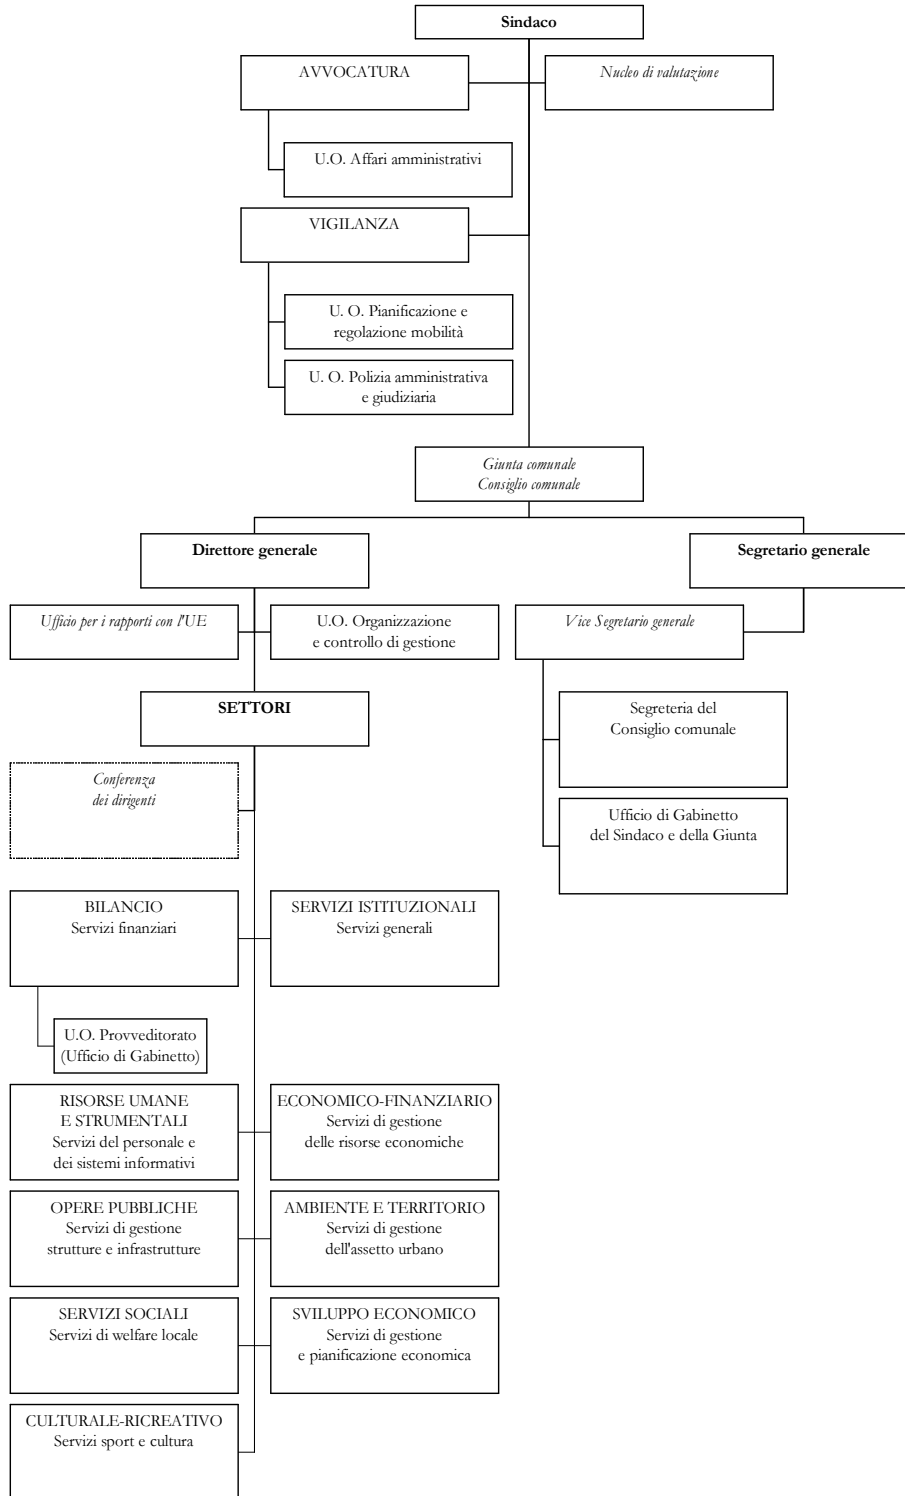 Sindaco
AVVOCATURA
Nucleo di valutazione
U.O. Affari amministrativi
VIGILANZA
U. O. Pianificazione e
regolazione mobilità
U. O. Polizia amministrativa
e giudiziaria
Giunta comunale
Consiglio comunale
Direttore generale
Segretario generale
Ufficio per i rapporti con l'UE
U.O. Organizzazione
e controllo di gestione
Vice Segretario generale
SETTORI
Segreteria del
Consiglio comunale
Conferenza
dei dirigenti
Ufficio di Gabinetto
del Sindaco e della Giunta
BILANCIO
Servizi finanziari
SERVIZI ISTITUZIONALI
Servizi generali
U.O. Provveditorato
(Ufficio di Gabinetto)
RISORSE UMANE
E STRUMENTALI
Servizi del personale e
dei sistemi informativi
ECONOMICO-FINANZIARIO
Servizi di gestione
delle risorse economiche
OPERE PUBBLICHE
Servizi di gestione
strutture e infrastrutture
AMBIENTE E TERRITORIO
Servizi di gestione
dell'assetto urbano
SERVIZI SOCIALI
Servizi di welfare locale
SVILUPPO ECONOMICO
Servizi di gestione
e pianificazione economica
CULTURALE-RICREATIVO
Servizi sport e cultura